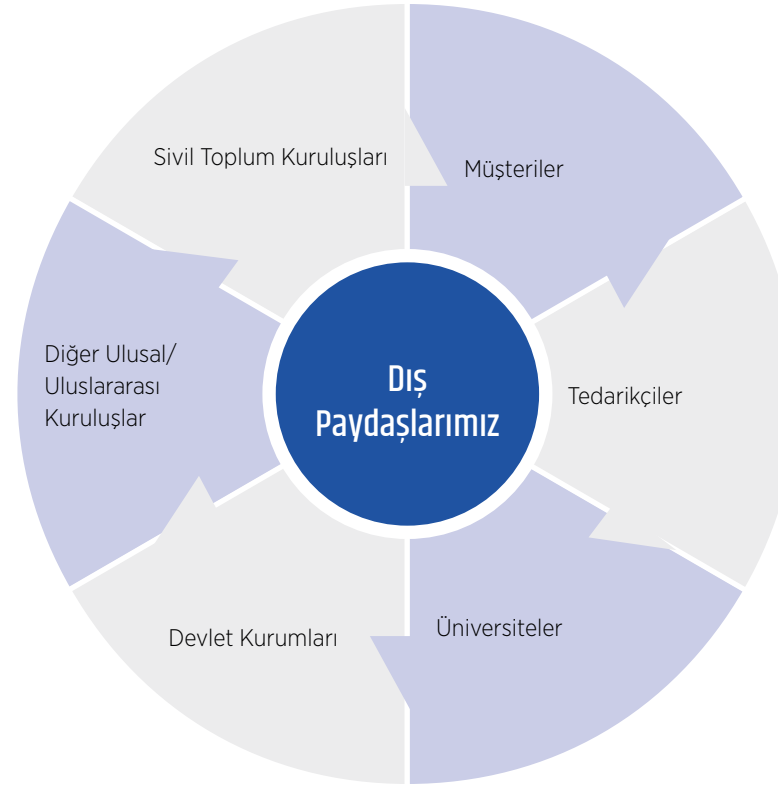 Sivil Toplum Kuruluşları
Müşteriler
Diğer Ulusal/
Uluslararası
Kuruluşlar
Dış
Paydaşlarımız
Tedarikçiler
Devlet Kurumları
Üniversiteler